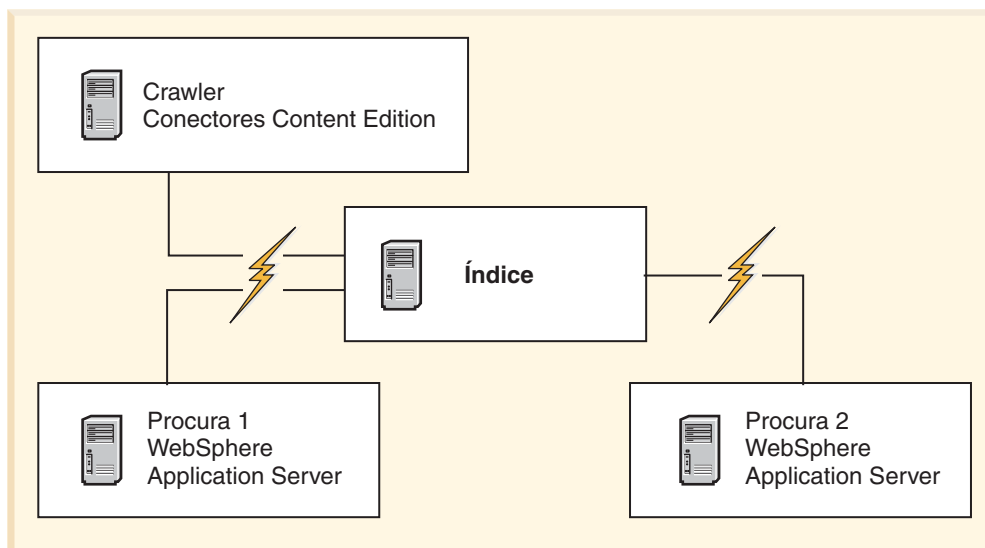 Crawler
Conectores Content Edition
Índice
Procura 1
WebSphere
Application Server
Procura 2
WebSphere
Application Server